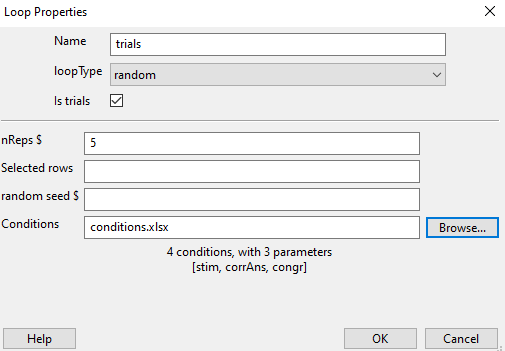 Loop Properties
Name trials
loopType random
Is trials
nReps $ 5
Selected rows
random seed $
Conditions conditions.xlsx Browse...
4 conditions, with 3 parameters
[stim, corrAns, congr]
Help OK Cancel